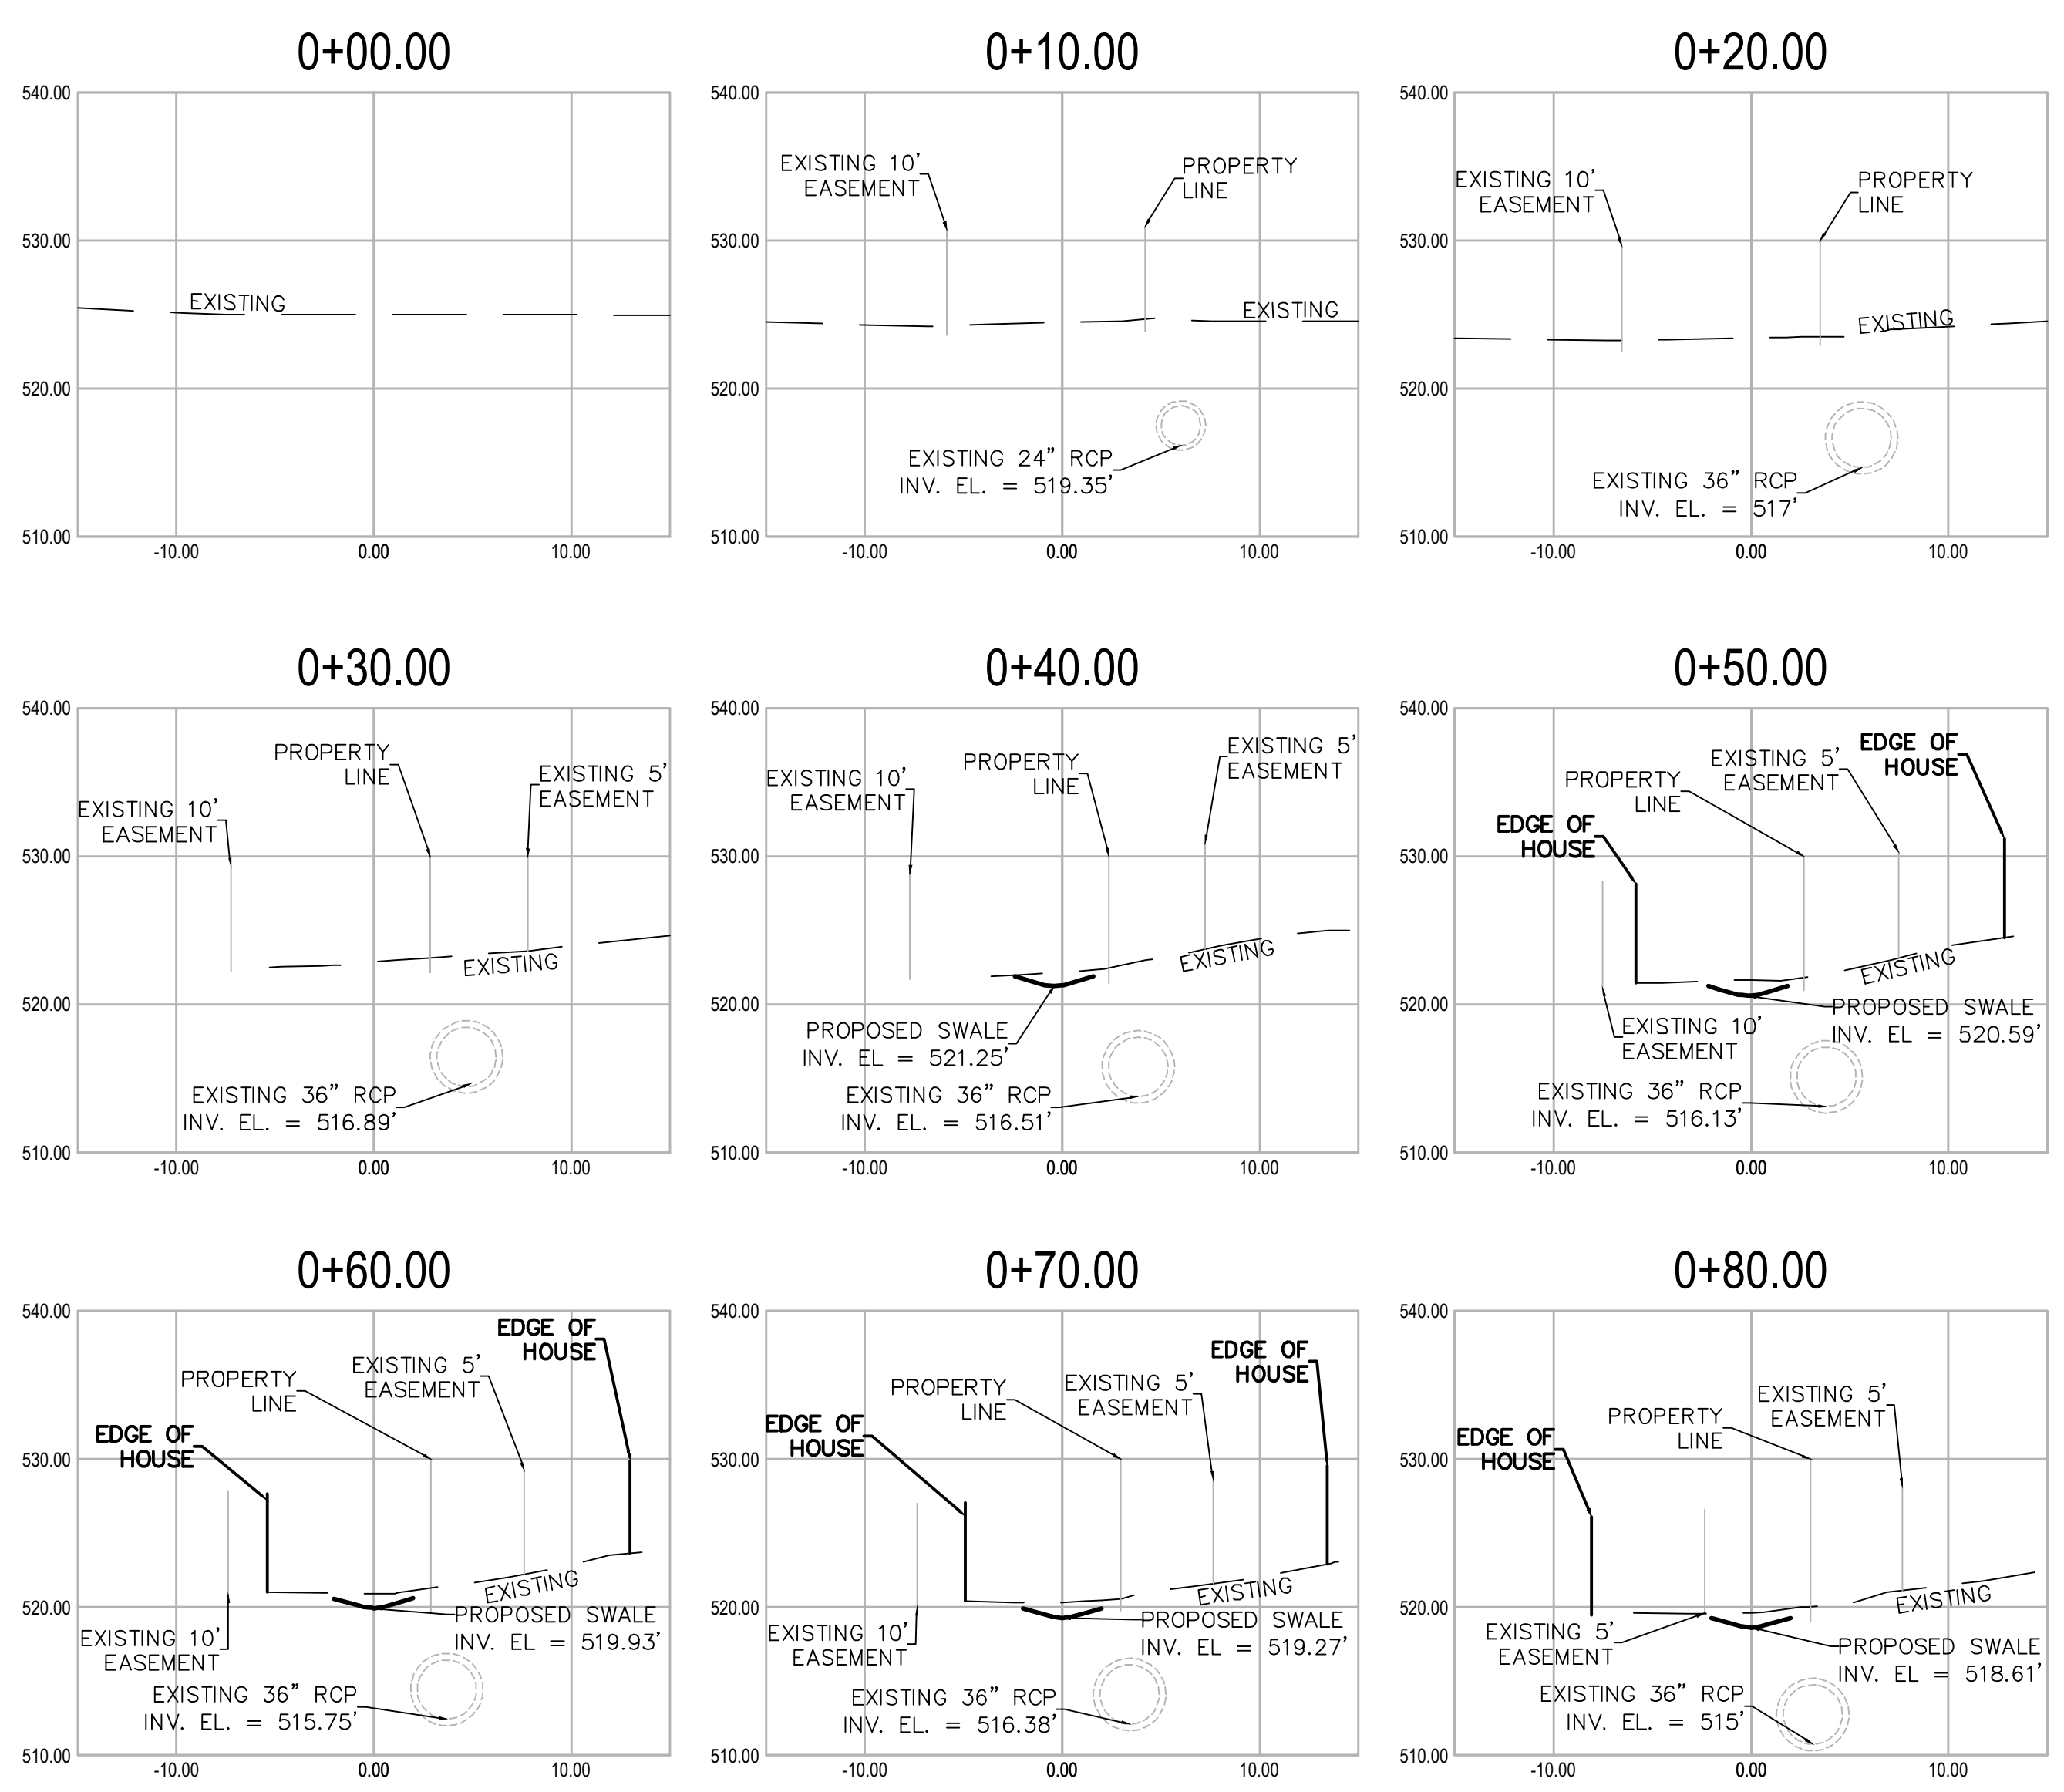 0+00.00
540.00
530.00
520.00
510.00
-10.00
0.00
10.00
EXISTING
0+10.00
540.00
530.00
520.00
510.00
-10.00
0.00
10.00
EXISTING 10'
EASEMENT
PROPERTY
LINE
EXISTING
EXISTING 24" RCP
INV. EL. = 519.35'
0+20.00
540.00
530.00
520.00
510.00
-10.00
0.00
10.00
EXISTING 10'
EASEMENT
PROPERTY
LINE
EXISTING
EXISTING 36" RCP
INV. EL. = 517'
0+30.00
540.00
530.00
520.00
510.00
-10.00
0.00
10.00
PROPERTY
LINE
EXISTING 5'
EASEMENT
EXISTING 10'
EASEMENT
EXISTING
EXISTING 36" RCP
INV. EL. = 516.89'
0+40.00
540.00
530.00
520.00
510.00
-10.00
0.00
10.00
EXISTING 5'
EASEMENT
PROPERTY
LINE
EXISTING 10'
EASEMENT
EXISTING
PROPOSED SWALE
INV. EL = 521.25'
EXISTING 36" RCP
INV. EL. = 516.51'
0+50.00
540.00
530.00
520.00
510.00
-10.00
0.00
10.00
EDGE OF
HOUSE
EXISTING 5'
EASEMENT
PROPERTY
LINE
EDGE OF
HOUSE
EXISTING
PROPOSED SWALE
INV. EL = 520.59'
EXISTING 10'
EASEMENT
EXISTING 36" RCP
INV. EL. = 516.13'
0+60.00
540.00
530.00
520.00
510.00
-10.00
0.00
10.00
EDGE OF
HOUSE
EXISTING 5'
EASEMENT
PROPERTY
LINE
EDGE OF
HOUSE
EXISTING
PROPOSED SWALE
INV. EL = 519.93'
EXISTING 10'
EASEMENT
EXISTING 36" RCP
INV. EL. = 515.75'
0+70.00
540.00
530.00
520.00
510.00
-10.00
0.00
10.00
EDGE OF
HOUSE
EXISTING 5'
EASEMENT
PROPERTY
LINE
EDGE OF
HOUSE
EXISTING
PROPOSED SWALE
INV. EL = 519.27'
EXISTING 10'
EASEMENT
EXISTING 36" RCP
INV. EL. = 516.38'
0+80.00
540.00
530.00
520.00
510.00
-10.00
0.00
10.00
EXISTING 5'
EASEMENT
PROPERTY
LINE
EDGE OF
HOUSE
EXISTING
EXISTING 5'
EASEMENT
PROPOSED SWALE
INV. EL = 518.61'
EXISTING 36" RCP
INV. EL. = 515'